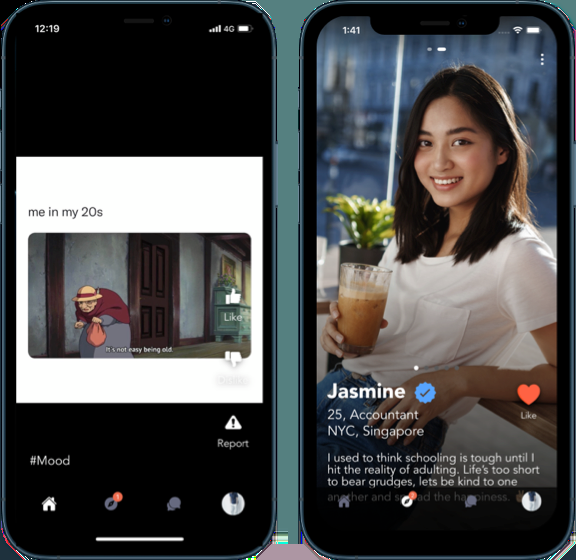 12:19
4G
me in my 20s
It's not easy being old.
Like
Report
#Mood
1
1:41
Jasmine
25, Accountant
NYC, Singapore
Like
I used to think schooling is tough until I
hit the reality of adulting. Life's too short
to bear grudges, lets be kind to one
another and spread the happiness.
1